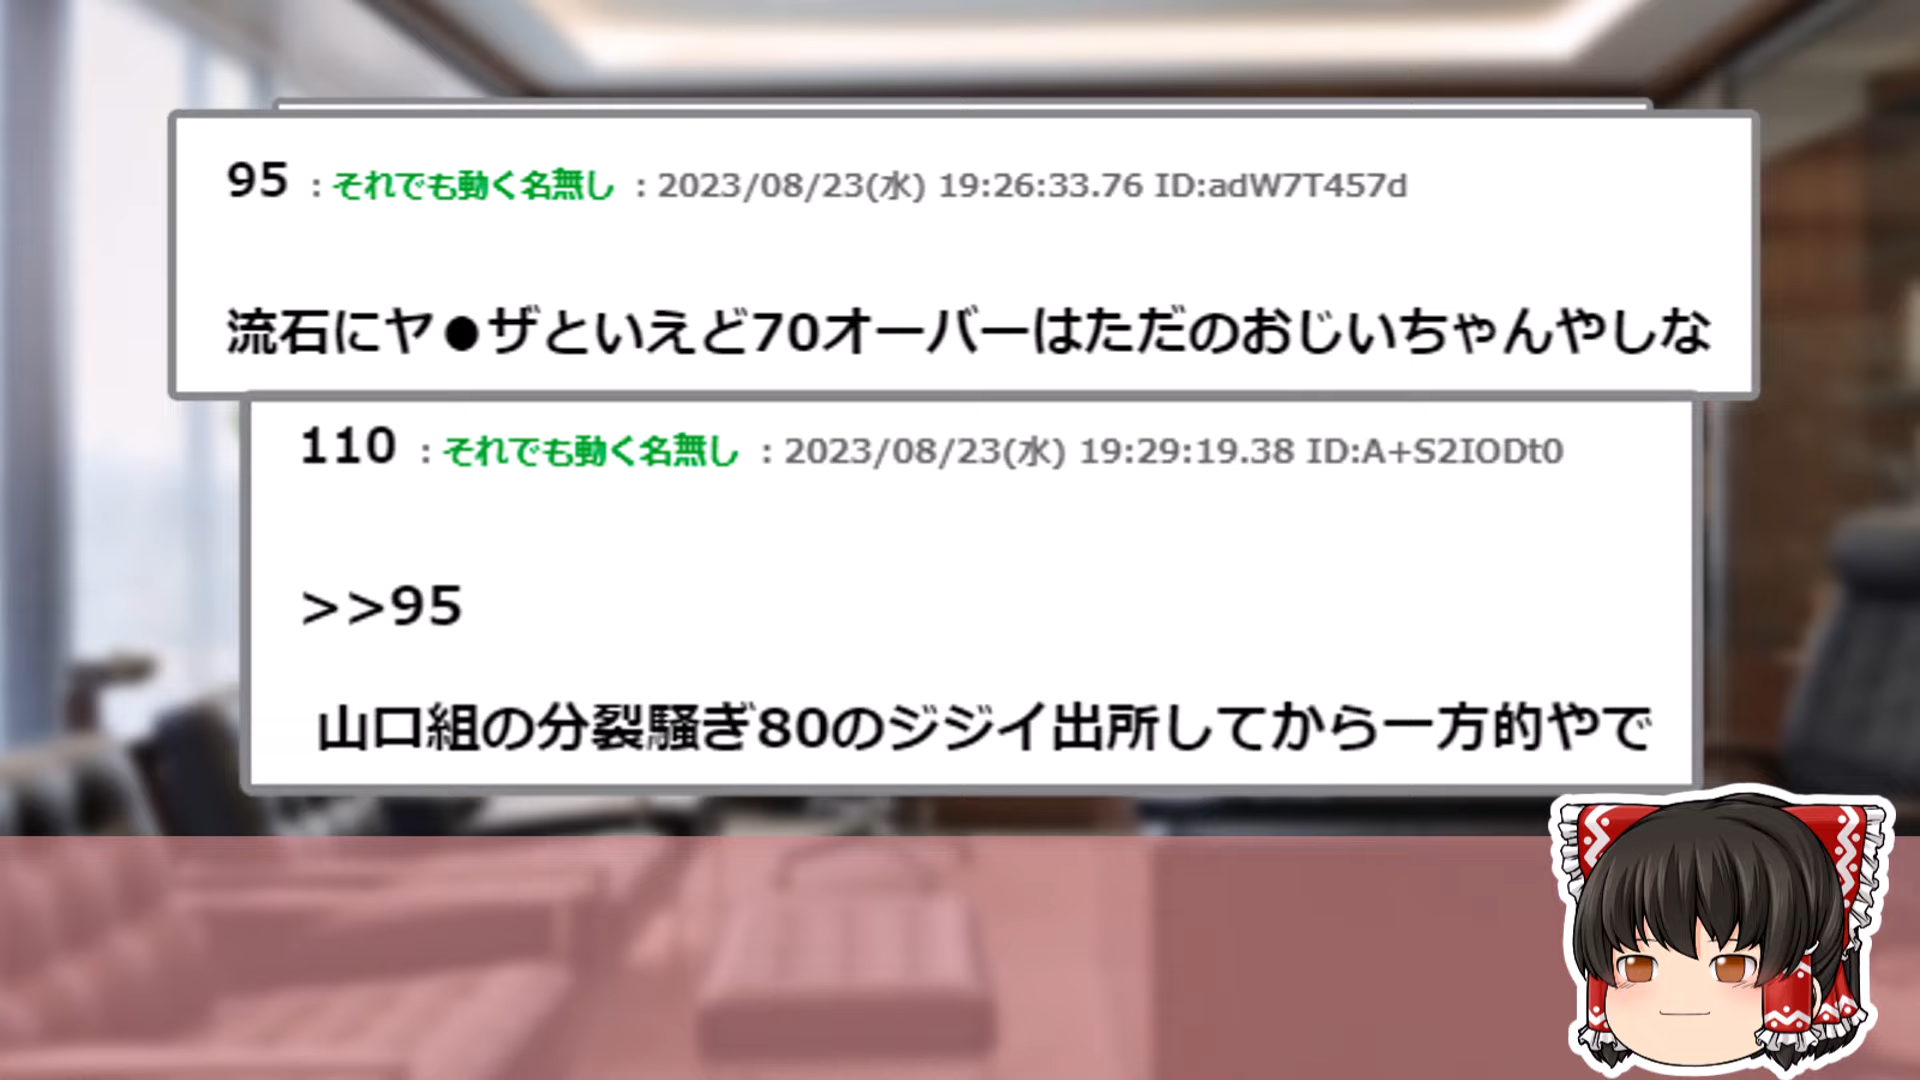 95 : それでも動く名無し : 2023/08/23(水) 19:26:33.76 ID:adW7T457d
流石にヤ●ザといえど70オーバーはただのおじいちゃんやしな
110 : それでも動く名無し : 2023/08/23(水) 19:29:19.38 ID:A+S2IODt0
>>95
山口組の分裂騒ぎ80のジジイ出所してから一方的やで